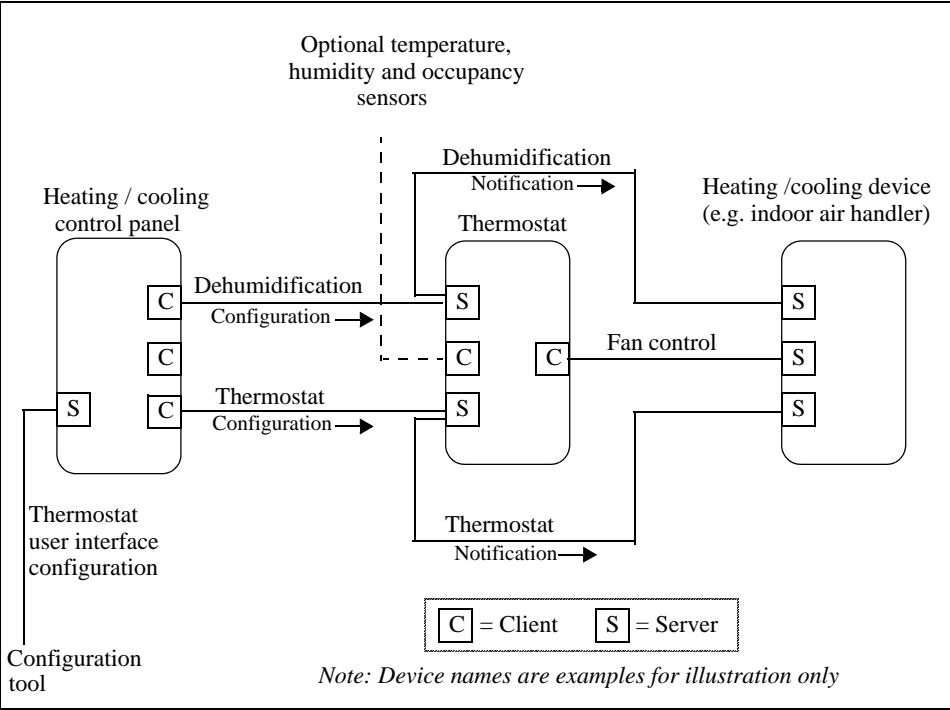 Optional temperature,
humidity and occupancy
sensors
Dehumidification
Notification
Heating / cooling
control panel
Thermostat
Heating /cooling device
(e.g. indoor air handler)
C
Dehumidification
Configuration
S
S
C
C
C
Fan control
S
S
C
Thermostat
Configuration
S
S
Thermostat
user interface
configuration
Thermostat
Notification
C = Client
S = Server
Configuration
tool
Note: Device names are examples for illustration only